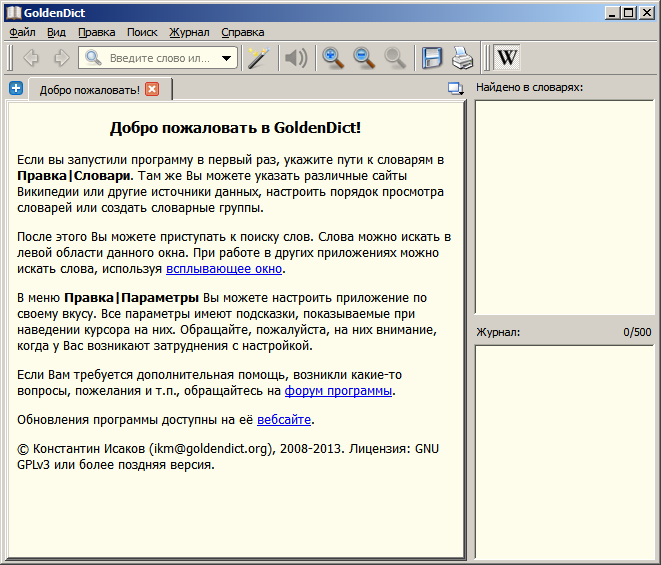 GoldenDict
Файл Вид Правка Поиск Журнал Справка
Введите слово ил... W
Добро пожаловать!
Найдено в словарях:
Добро пожаловать в GoldenDict!
Если вы запустили программу в первый раз, укажите пути к словарям в
Правка|Словари. Там же Вы можете указать различные сайты
Википедии или другие источники данных, настроить порядок просмотра
словарей или создать словарные группы.
После этого Вы можете приступать к поиску слов. Слова можно искать в
левой области данного окна. При работе в других приложениях можно
искать слова, используя всплывающее окно.
В меню Правка|Параметры Вы можете настроить приложение по
своему вкусу. Все параметры имеют подсказки, показываемые при
наведении курсора на них. Обращайте, пожалуйста, на них внимание,
когда у Вас возникают затруднения с настройкой.
Если Вам требуется дополнительная помощь, возникли какие-то
вопросы, пожелания и т.п., обращайтесь на форум программы.
Обновления программы доступны на её вебсайте.
© Константин Исаков (ikm@goldendict.org), 2008-2013. Лицензия: GNU
GPLv3 или более поздняя версия.
Журнал: 0/500